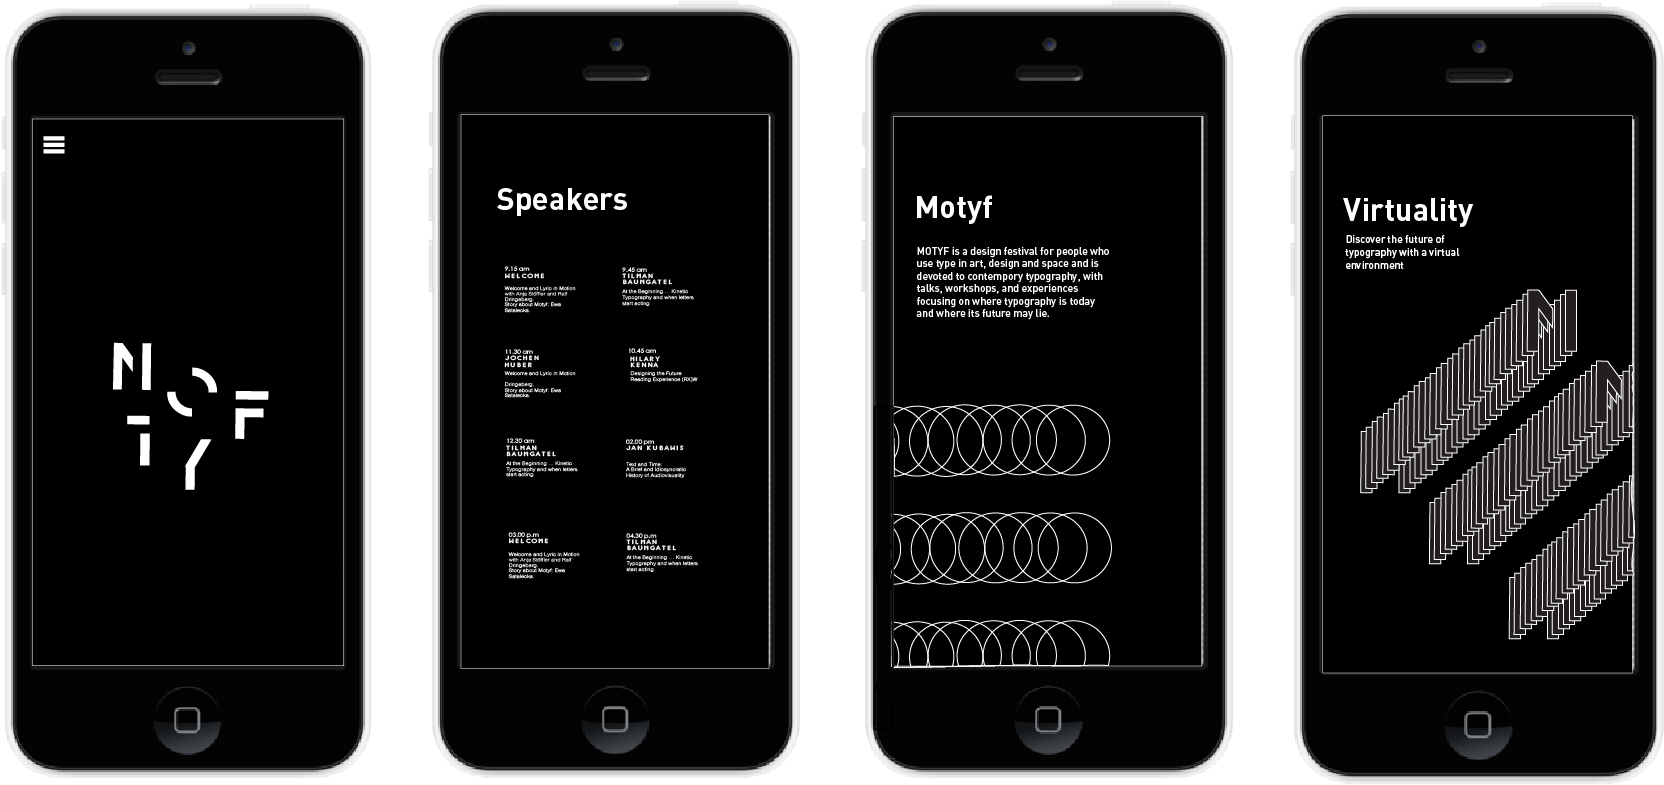 N O F
T Y
Speakers
9.15 am
WELCOME
Welcome and Lyrio in Motion
with Anja Stöffler and Ralf
Dringeberg.
Story about Motyf: Ewa
Satalecka.
9.45 am
TILMAN
BAUMGATEL
At the Beginning ... Kinetic
Typography and when letters
start acting
11.30 am
JOCHEN
HUBER
Welcome and Lyrio in Motion
Dringeberg.
Story about Motyf: Ewa
Satalecka.
10.45 am
HILARY
KENNA
Designing the Future
Reading Experience (RX)W
12.30 am
TILMAN
BAUMGATEL
At the Beginning ... Kinetic
Typography and when letters
start acting
02.00 pm
JAN KUBAWIS
Text and Time:
A Brief and Idiosyncratio
History of Audiovisuality
03.00 p.m
WELCOME
Welcome and Lyrio in Motion
with Anja Stöffler and Ralf
Dringeberg.
Story about Motyf: Ewa
Satalecka.
04.30 p.m
TILMAN
BAUMGATEL
At the Beginning ... Kinetic
Typography and when letters
start acting
Motyf
MOTYF is a design festival for people who
use type in art, design and space and is
devoted to contempory typography, with
talks, workshops, and experiences
focusing on where typography is today
and where its future may lie.
Virtuality
Discover the future of
typography with a virtual
environment
N
N